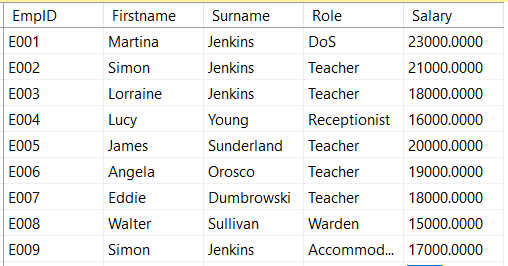 EmpID Firstname Surname Role Salary
E001 Martina Jenkins DoS 23000.0000
E002 Simon Jenkins Teacher 21000.0000
E003 Lorraine Jenkins Teacher 18000.0000
E004 Lucy Young Receptionist 16000.0000
E005 James Sunderland Teacher 20000.0000
E006 Angela Orosco Teacher 19000.0000
E007 Eddie Dumbrowski Teacher 18000.0000
E008 Walter Sullivan Warden 15000.0000
E009 Simon Jenkins Accommod... 17000.0000